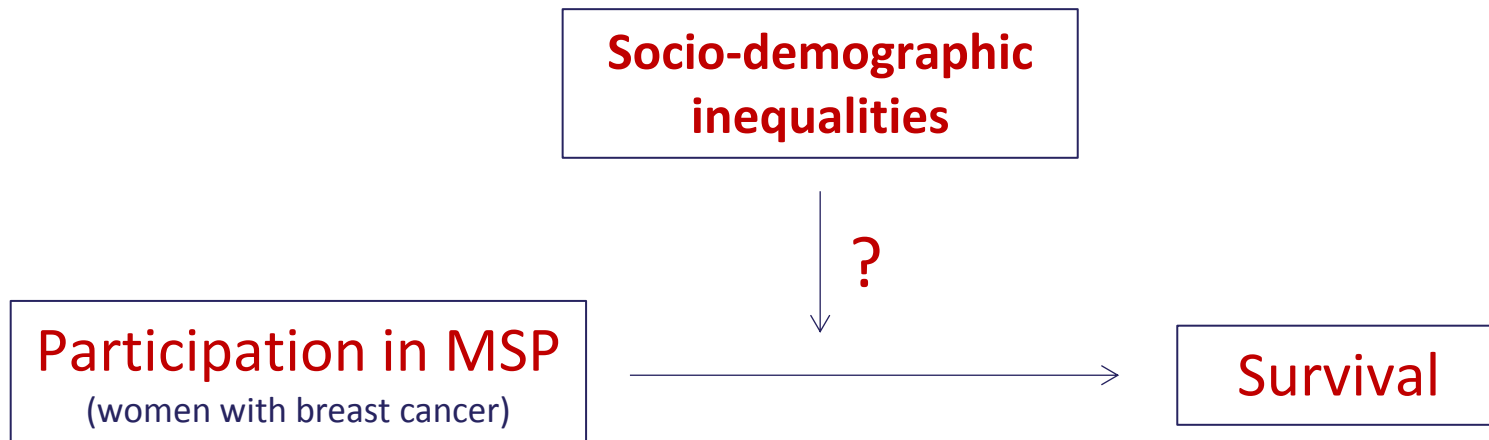 Socio-demographic
inequalities
?
Participation in MSP
(women with breast cancer)
Survival